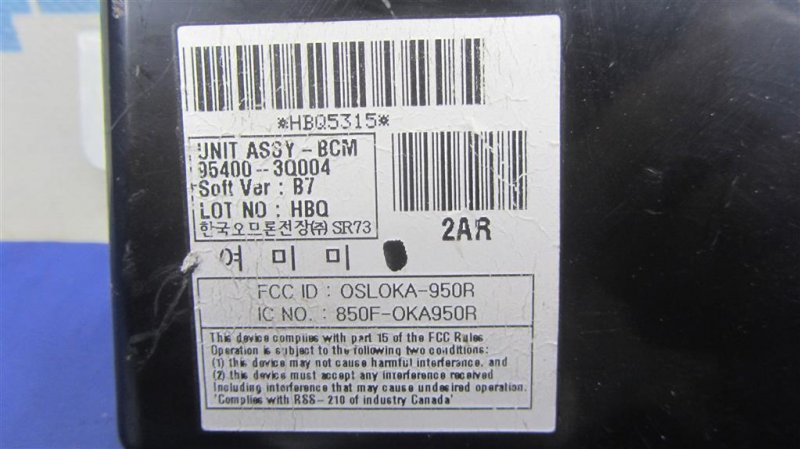 *HBQ5315*
UNIT ASSY-BCM
95400-3Q004
Soft Ver : B7
LOT NO : HBQ
한국오므론전장(주) SR73
2AR
여 미 미
FCC ID : OSLOKA-950R
IC NO. : 850F-OKA950R
This device complies with part 15 of the FCC Rules
Operation is subject to the following two conditions:
(1) this device may not cause harmful interference, and
(2) this device must accept any interference received
Including interference that may cause undesired operation.
'Complies with RSS-210 of industry Canada'